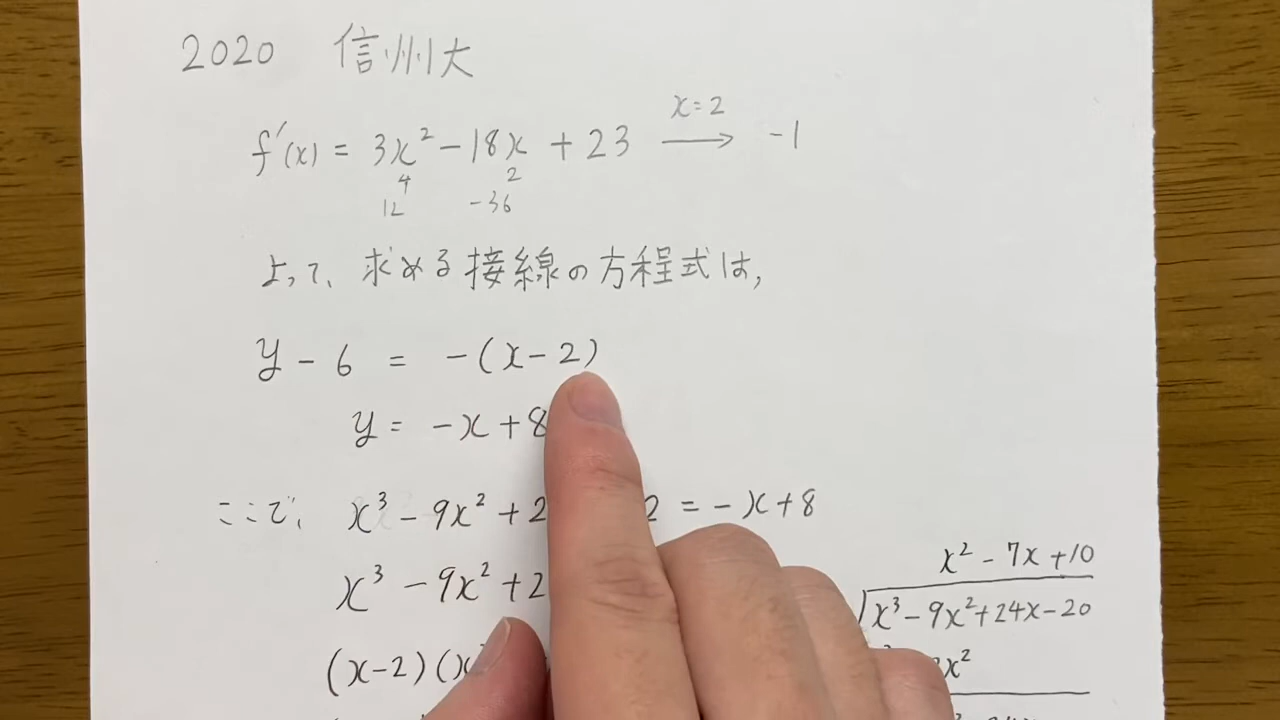 2020 信州大
f'(x) = 3x² - 18x + 23 x=2 → -1
4 2
12 -36
よって、求める接線の方程式は,
y - 6 = -(x - 2)
y = -x + 8
ここで、x³ - 9x² + 2 2 = -x + 8
x³ - 9x² + 2
(x-2)(x
x² - 7x + 10
x³ - 9x² + 24x - 20
x²